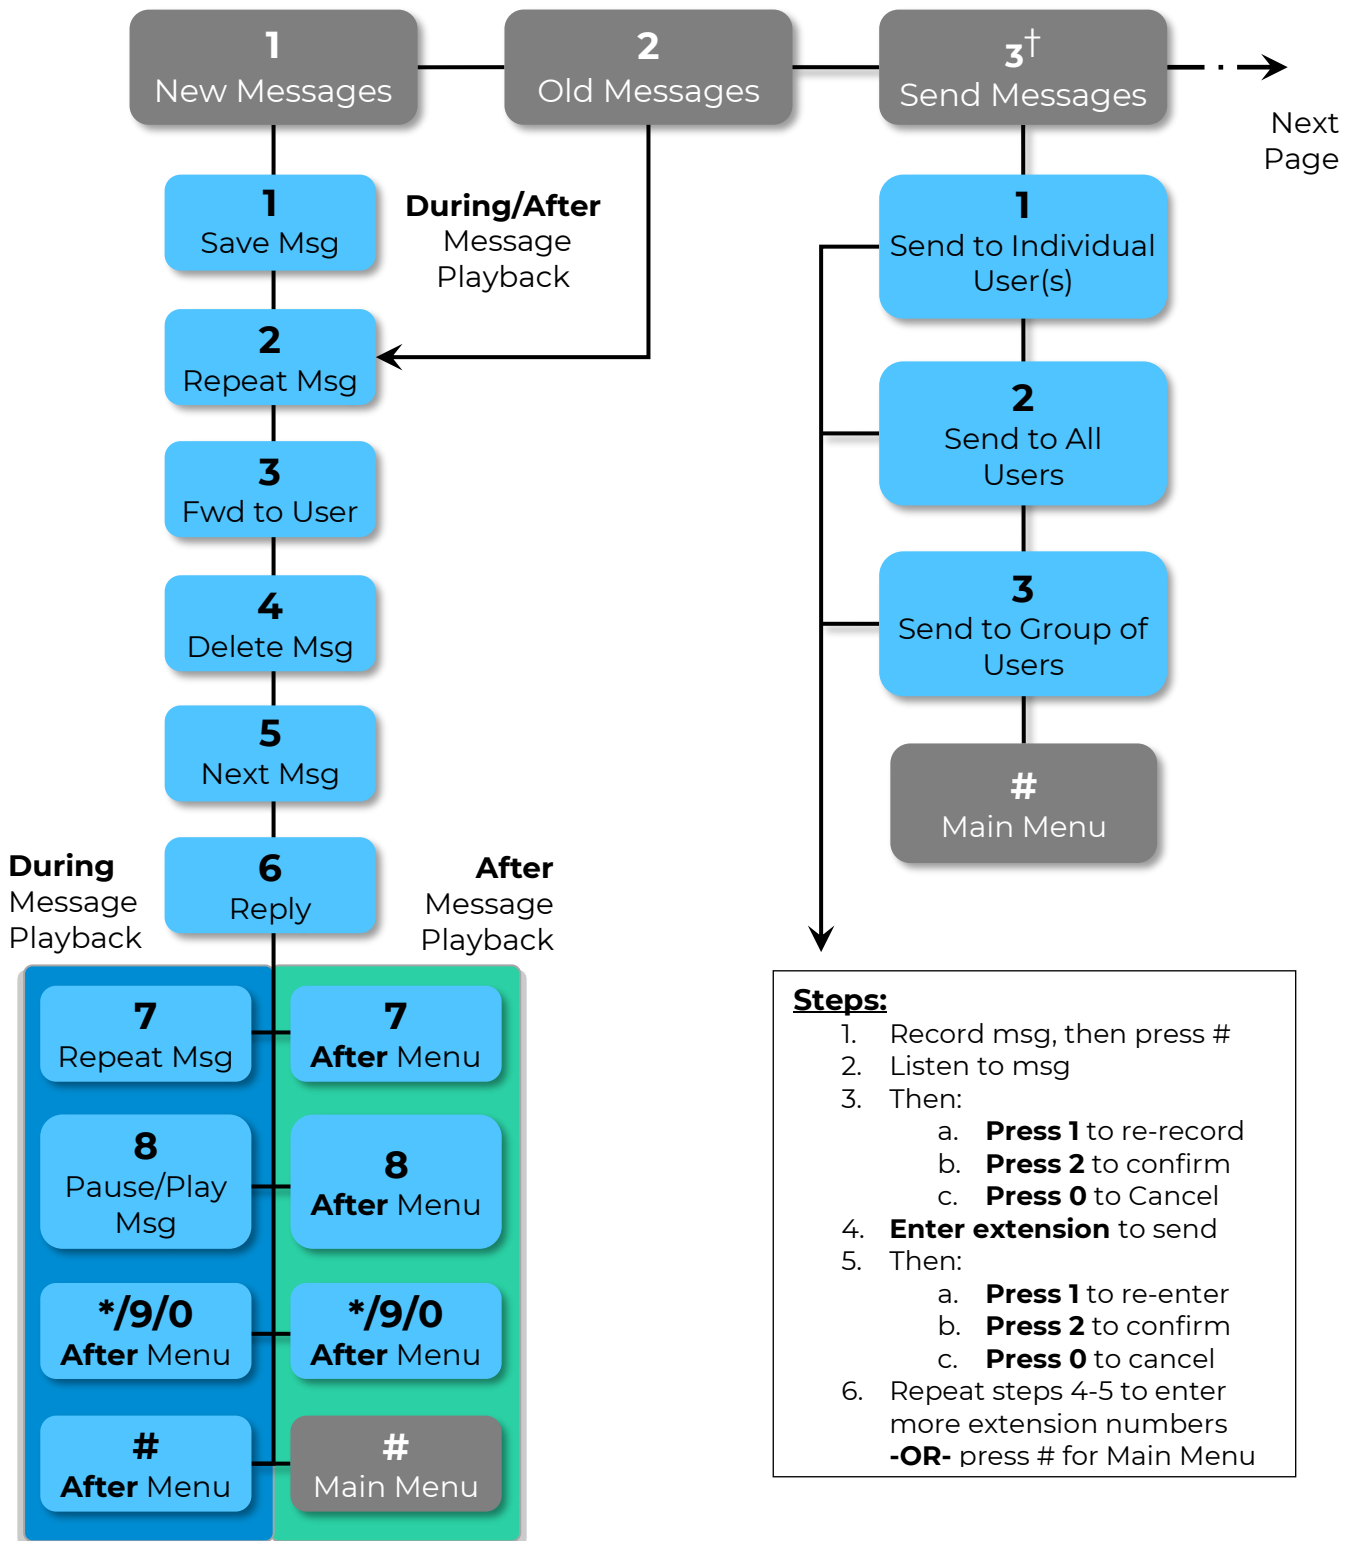 1
New Messages
2
Old Messages
3†
Send Messages
Next
Page
1
Save Msg
During/After
Message
Playback
2
Repeat Msg
3
Fwd to User
4
Delete Msg
5
Next Msg
6
Reply
During
Message
Playback
After
Message
Playback
7
Repeat Msg
7
After Menu
8
Pause/Play
Msg
8
After Menu
*/9/0
After Menu
*/9/0
After Menu
#
After Menu
#
Main Menu
1
Send to Individual
User(s)
2
Send to All
Users
3
Send to Group of
Users
#
Main Menu
Steps:
1. Record msg, then press #
2. Listen to msg
3. Then:
a. Press 1 to re-record
b. Press 2 to confirm
c. Press 0 to Cancel
4. Enter extension to send
5. Then:
a. Press 1 to re-enter
b. Press 2 to confirm
c. Press 0 to cancel
6. Repeat steps 4-5 to enter
more extension numbers
-OR- press # for Main Menu